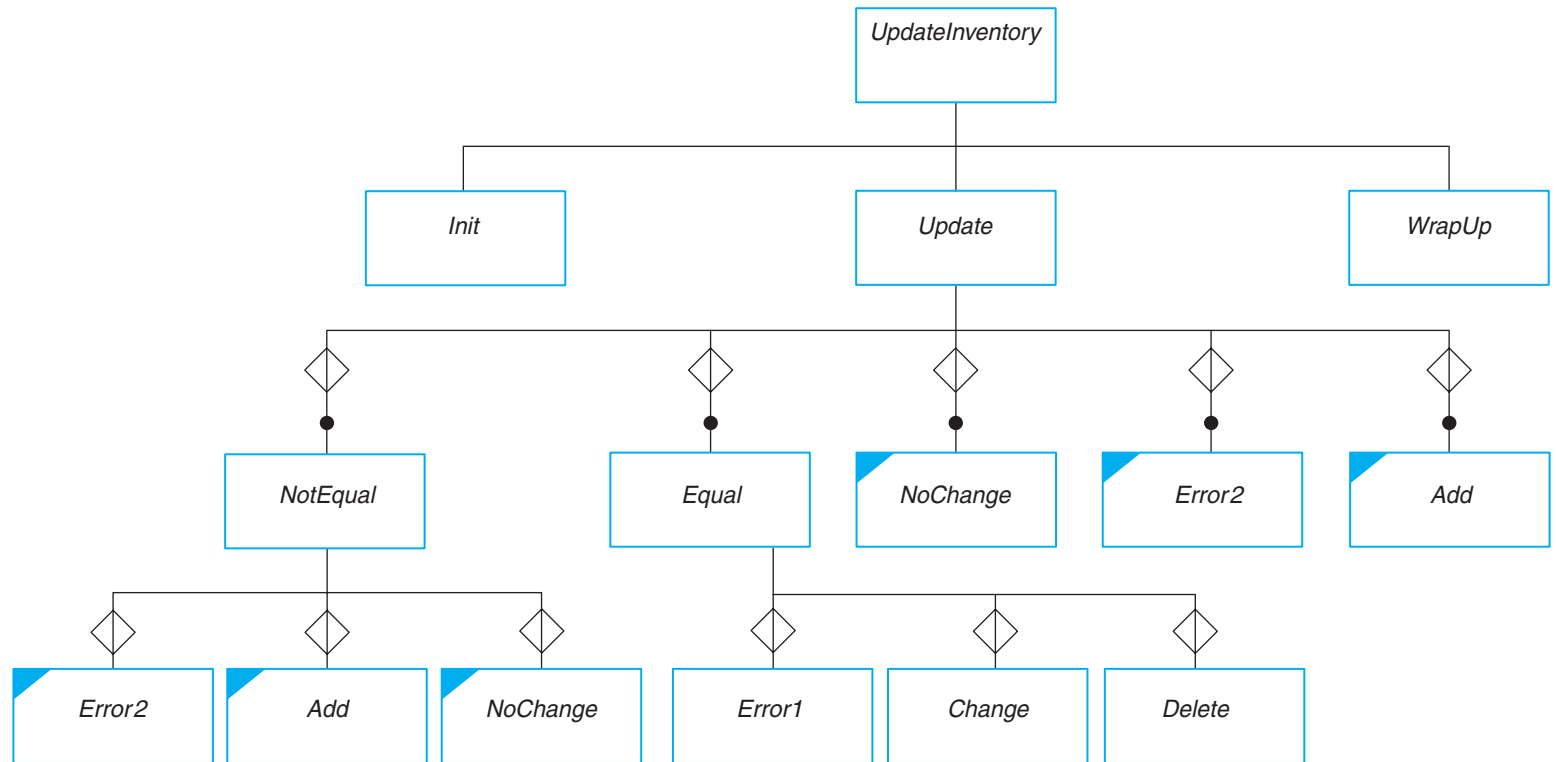 UpdateInventory
Init
Update
WrapUp
NotEqual
Equal
NoChange
Error2
Add
Error2
Add
NoChange
Error1
Change
Delete